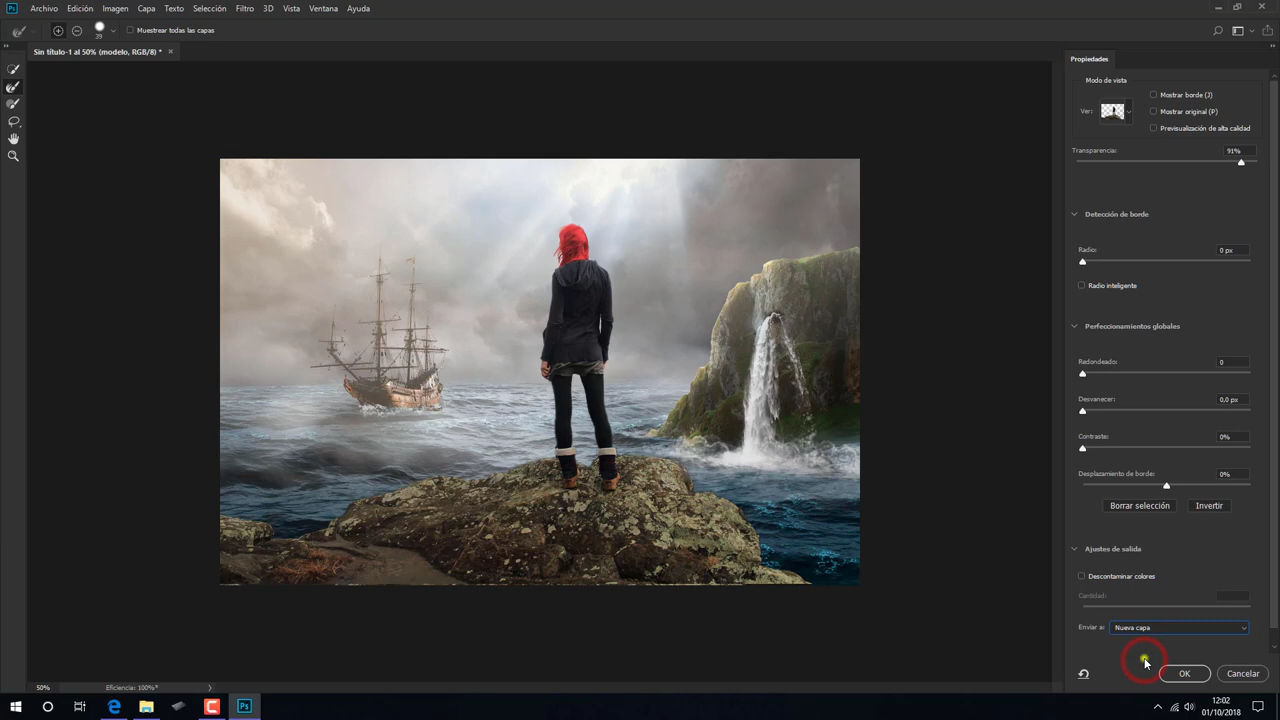 Archivo Edición Imagen Capa Texto Selección Filtro 3D Vista Ventana Ayuda
39 Muestrear todas las capas
Sin título-1 al 50% (modelo, RGB/8) *
Propiedades
Modo de vista
Mostrar borde (J)
Ver: Mostrar original (P)
Previsualización de alta calidad
Transparencia: 91%
Detección de borde
Radio: 0 px
Radio inteligente
Perfeccionamientos globales
Redondeado: 0
Desvanecer: 0,0 px
Contraste: 0%
Desplazamiento de borde: 0%
Borrar selección Invertir
Ajustes de salida
Descontaminar colores
Cantidad:
Enviar a: Nueva capa
OK Cancelar
50% Eficiencia: 100%*
12:02
01/10/2018